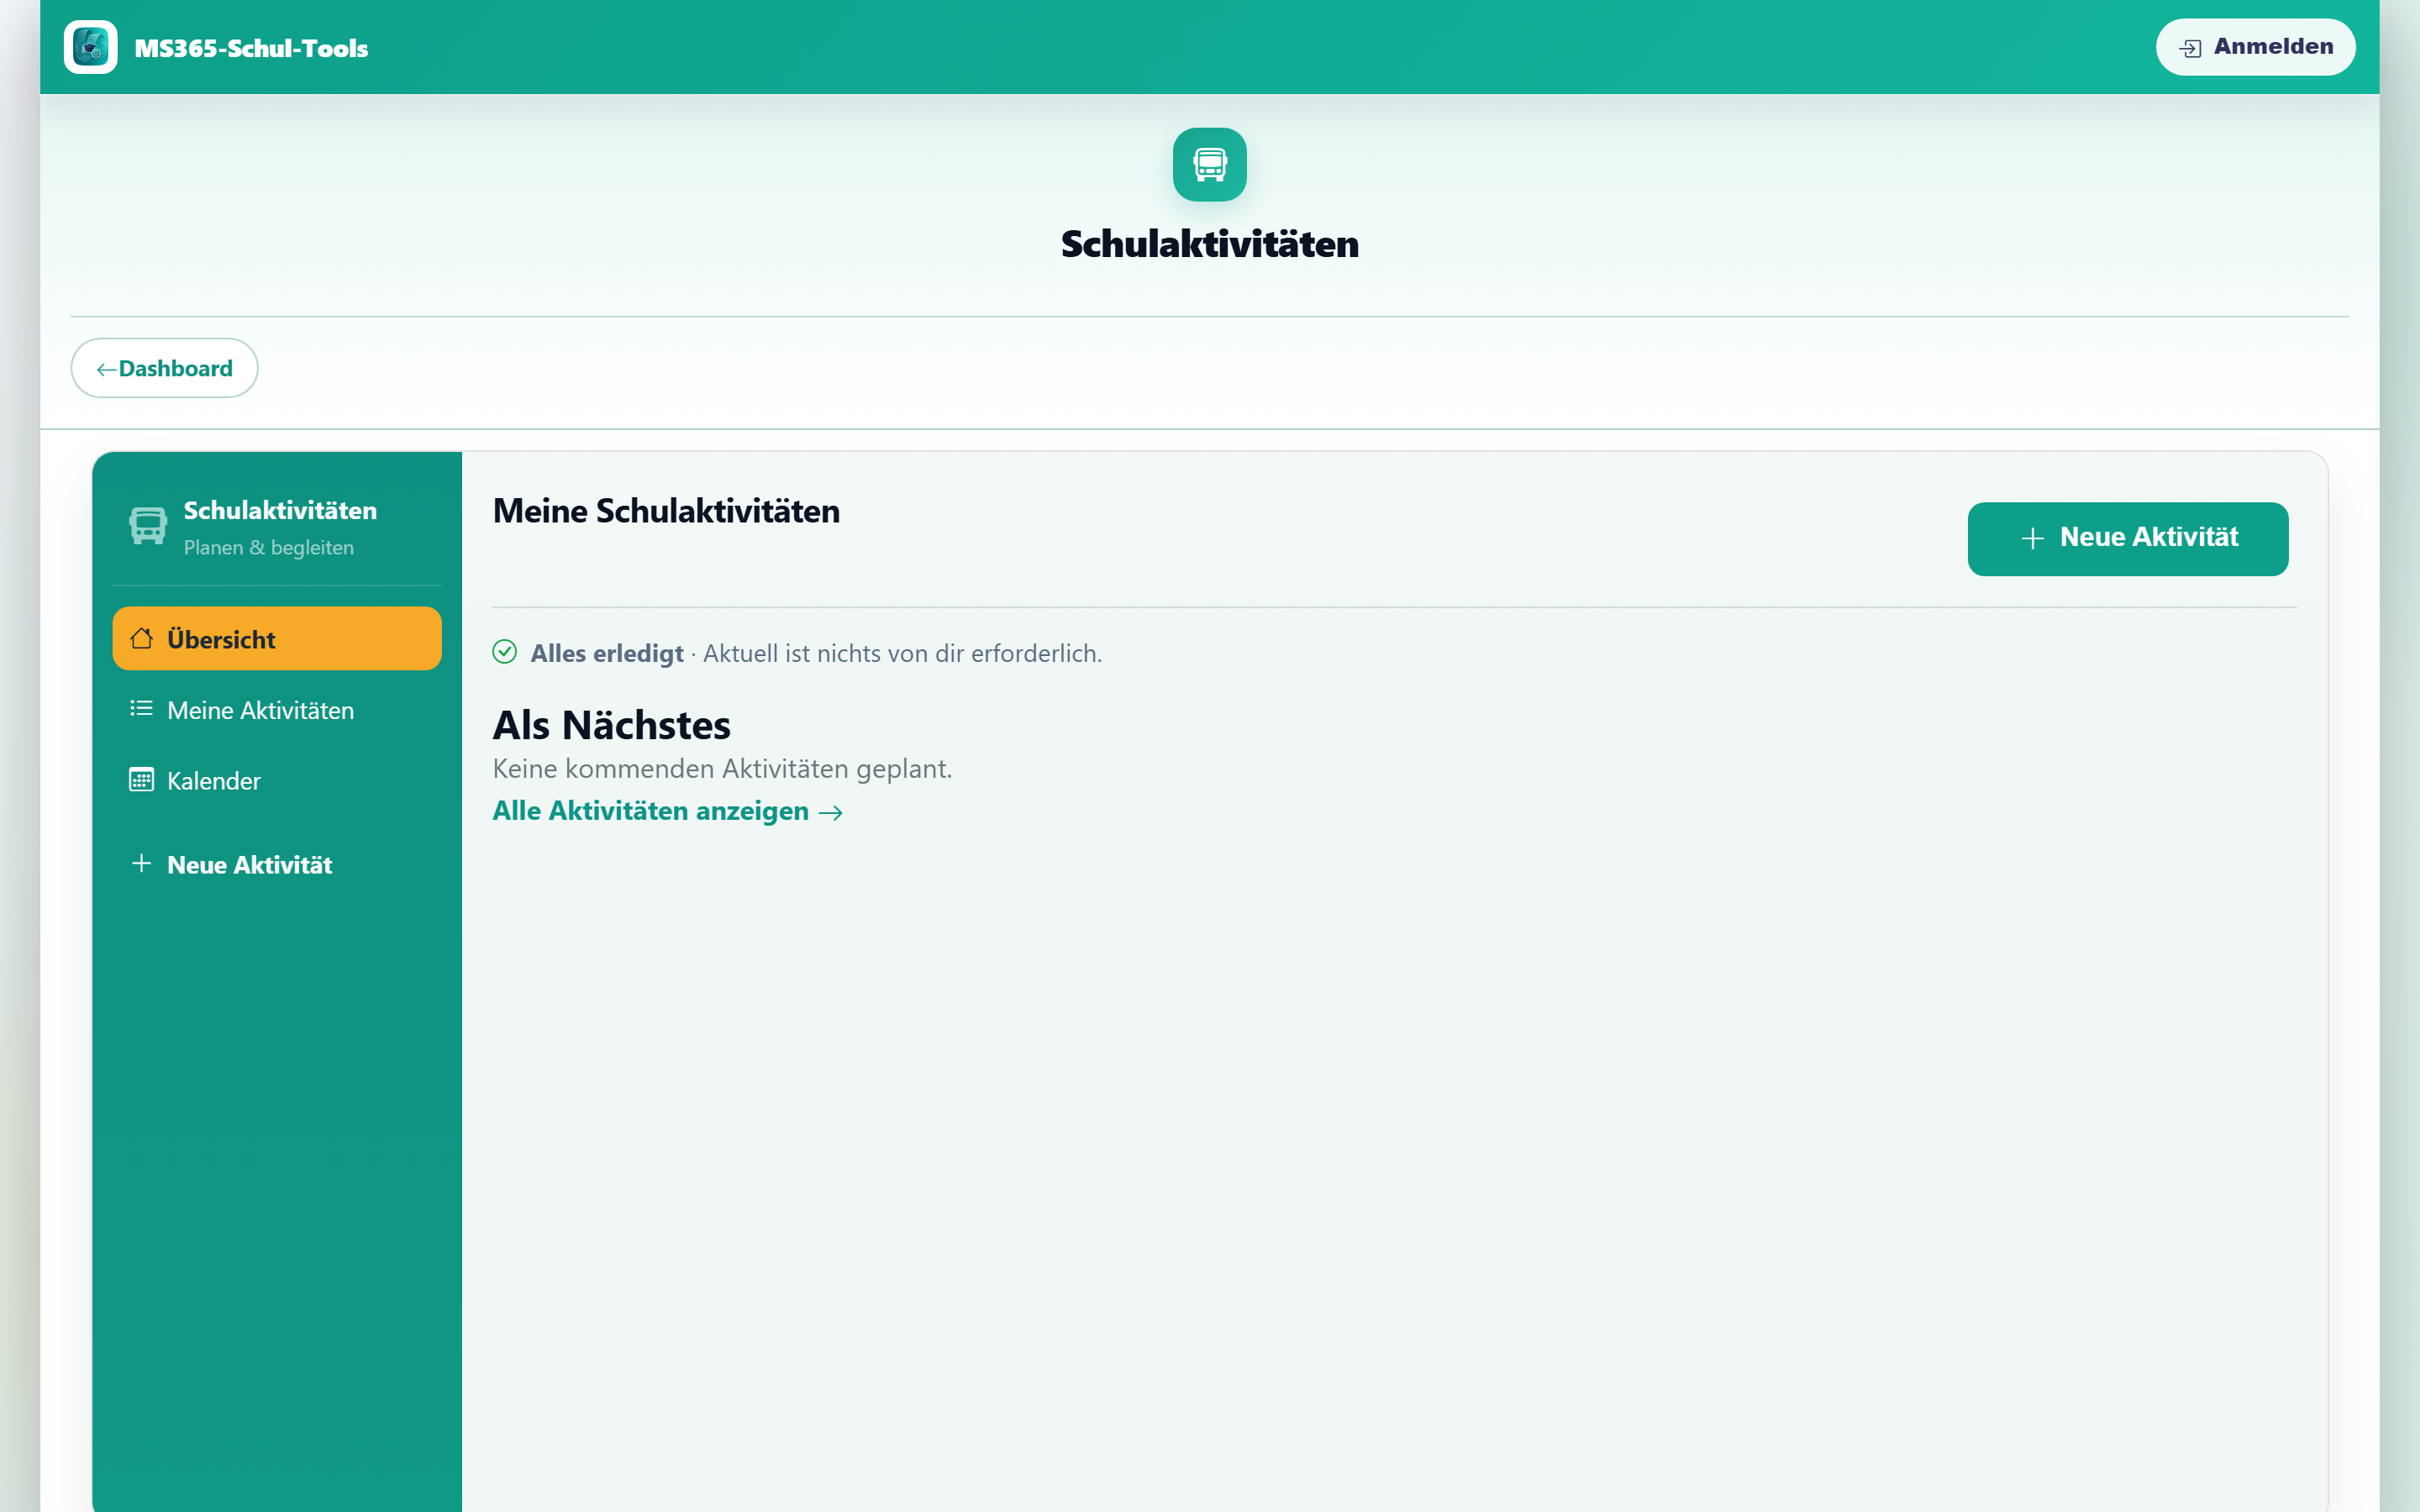 MS365-Schul-Tools
Anmelden
Schulaktivitäten
←Dashboard
Schulaktivitäten
Planen & begleiten
Übersicht
Meine Aktivitäten
Kalender
+ Neue Aktivität
Meine Schulaktivitäten
+ Neue Aktivität
Alles erledigt · Aktuell ist nichts von dir erforderlich.
Als Nächstes
Keine kommenden Aktivitäten geplant.
Alle Aktivitäten anzeigen →